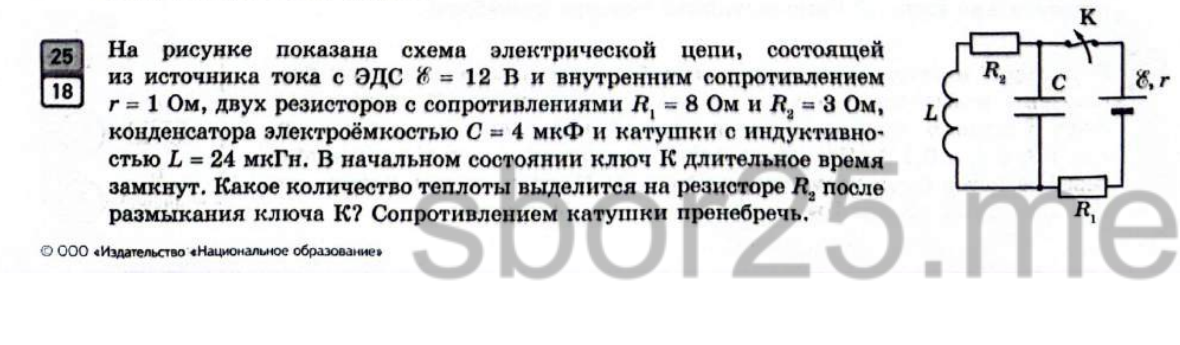 25
18
На рисунке показана схема электрической цепи, состоящей
из источника тока с ЭДС ℰ = 12 В и внутренним сопротивлением
r = 1 Ом, двух резисторов с сопротивлениями R₁ = 8 Ом и R₂ = 3 Ом,
конденсатора электроёмкостью C = 4 мкФ и катушки с индуктивно-
стью L = 24 мкГн. В начальном состоянии ключ К длительное время
замкнут. Какое количество теплоты выделится на резисторе R₂ после
размыкания ключа К? Сопротивлением катушки пренебречь.
© ООО «Издательство «Национальное образование»
К
R₂
C
ℰ, r
L
R₁
sbor25.me